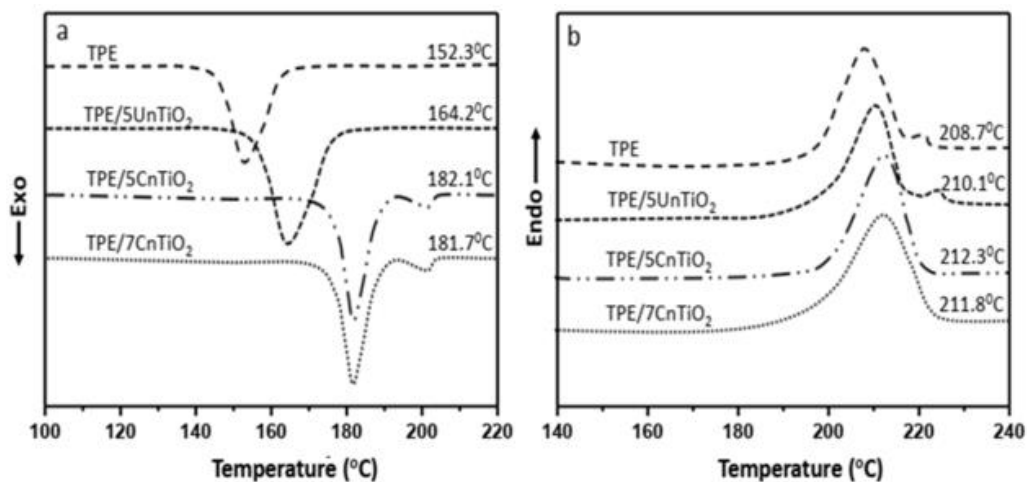 a
TPE
152.3⁰C
TPE/5UnTiO₂
164.2⁰C
TPE/5CnTiO₂
182.1⁰C
TPE/7CnTiO₂
181.7⁰C
← Exo
100 120 140 160 180 200 220
Temperature (⁰C)
b
TPE
208.7⁰C
TPE/5UnTiO₂
210.1⁰C
TPE/5CnTiO₂
212.3⁰C
TPE/7CnTiO₂
211.8⁰C
Endo →
140 160 180 200 220 240
Temperature (⁰C)